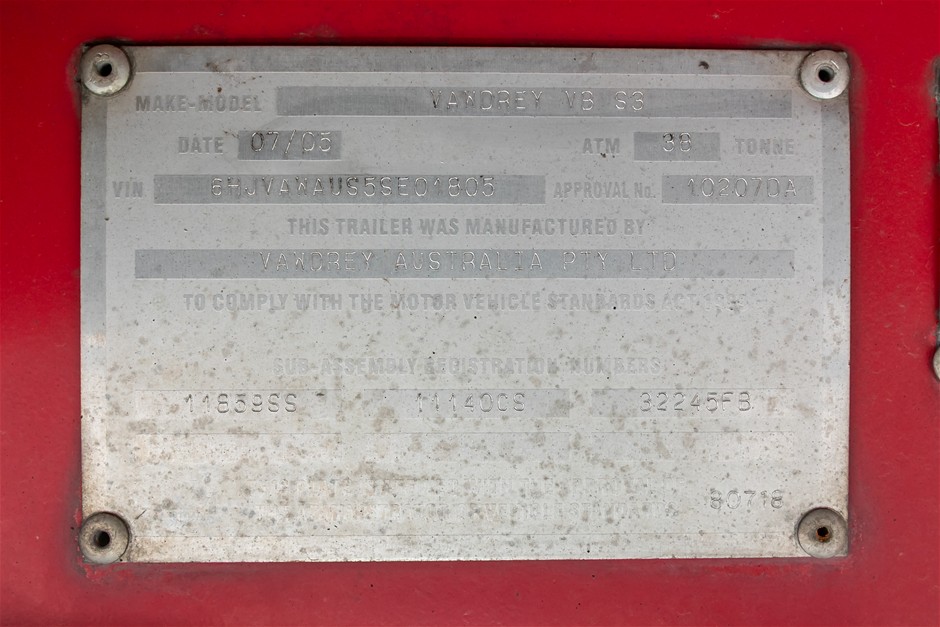 MAKE-MODEL VAWDREY VB S3
DATE 07/05 ATM 38 TONNE
VIN 6HJVAWAUS5SE01805 APPROVAL No. 10207DA
THIS TRAILER WAS MANUFACTURED BY
VAWDREY AUSTRALIA PTY LTD
TO COMPLY WITH THE MOTOR VEHICLE STANDARDS ACT 1989
SUB-ASSEMBLY REGISTRATION NUMBERS
11859SS 11140CS 32245FB
80718